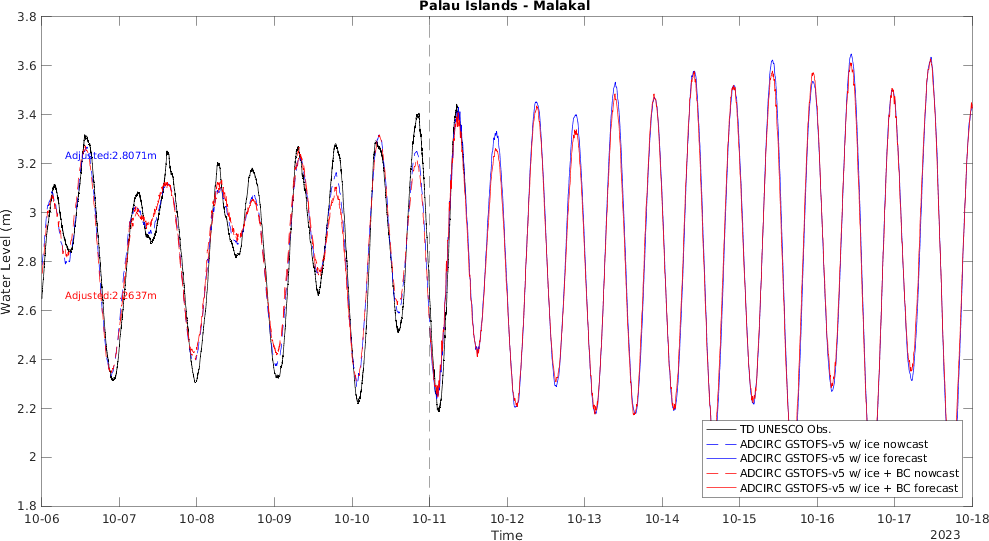 Palau Islands - Malakal
3.8
3.6
3.4
3.2
3
2.8
2.6
2.4
2.2
2
1.8
Water Level (m)
Adjusted:2.8071m
Adjusted:2.2637m
TD UNESCO Obs.
ADCIRC GSTOFS-v5 w/ ice nowcast
ADCIRC GSTOFS-v5 w/ ice forecast
ADCIRC GSTOFS-v5 w/ ice + BC nowcast
ADCIRC GSTOFS-v5 w/ ice + BC forecast
10-06 10-07 10-08 10-09 10-10 10-11 10-12 10-13 10-14 10-15 10-16 10-17 10-18
Time
2023